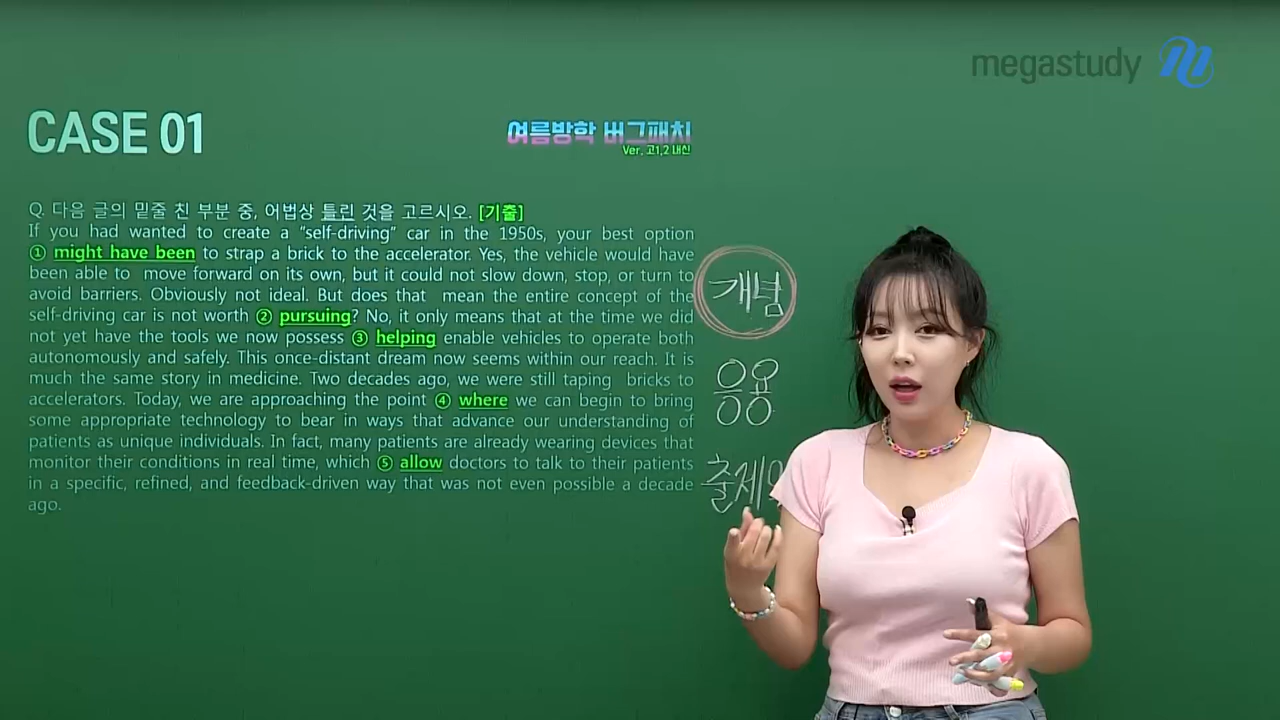 megastudy
CASE 01
여름방학 버그패치
Ver. 고1,2 내신
Q. 다음 글의 밑줄 친 부분 중, 어법상 틀린 것을 고르시오. [기출]
If you had wanted to create a “self-driving” car in the 1950s, your best option
① might have been to strap a brick to the accelerator. Yes, the vehicle would have
been able to move forward on its own, but it could not slow down, stop, or turn to
avoid barriers. Obviously not ideal. But does that mean the entire concept of the
self-driving car is not worth ② pursuing? No, it only means that at the time we did
not yet have the tools we now possess ③ helping enable vehicles to operate both
autonomously and safely. This once-distant dream now seems within our reach. It is
much the same story in medicine. Two decades ago, we were still taping bricks to
accelerators. Today, we are approaching the point ④ where we can begin to bring
some appropriate technology to bear in ways that advance our understanding of
patients as unique individuals. In fact, many patients are already wearing devices that
monitor their conditions in real time, which ⑤ allow doctors to talk to their patients
in a specific, refined, and feedback-driven way that was not even possible a decade
ago.
개념
응용
출제